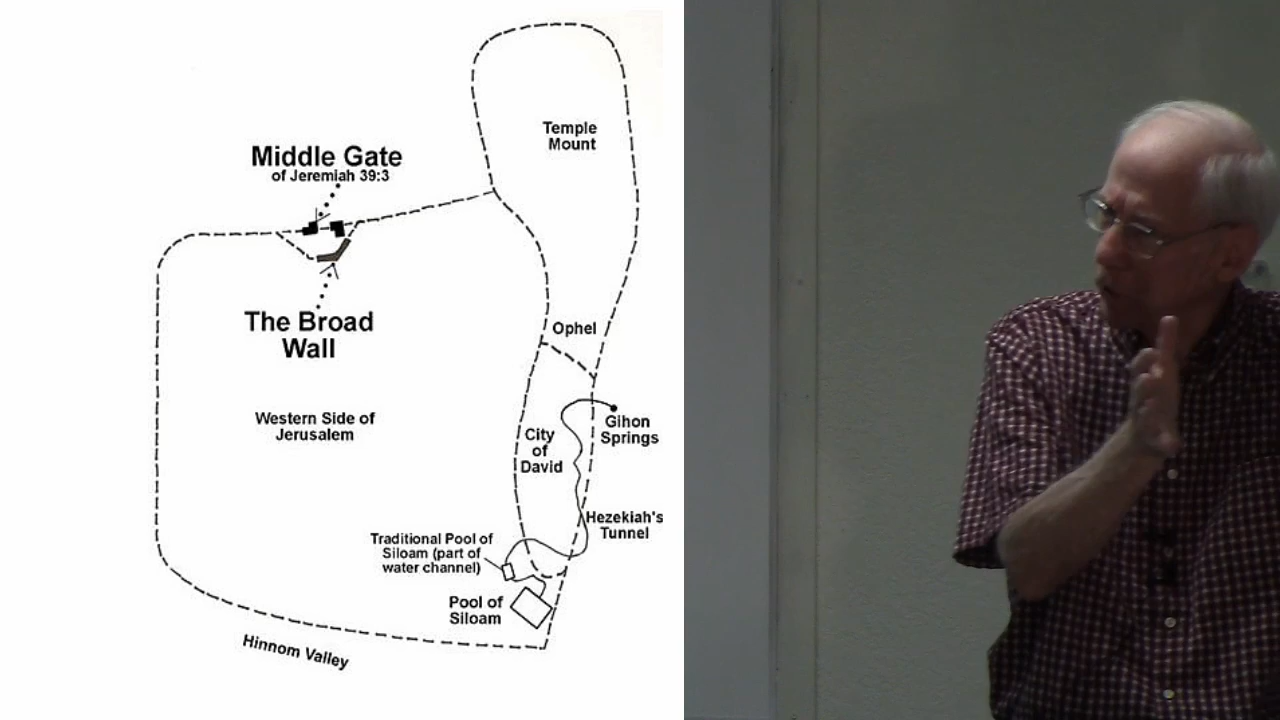 Temple
Mount
Middle Gate
of Jeremiah 39:3
The Broad
Wall
Ophel
Western Side of
Jerusalem
Gihon
Springs
City
of
David
Hezekiah's
Tunnel
Traditional Pool of
Siloam (part of
water channel)
Pool of
Siloam
Hinnom Valley